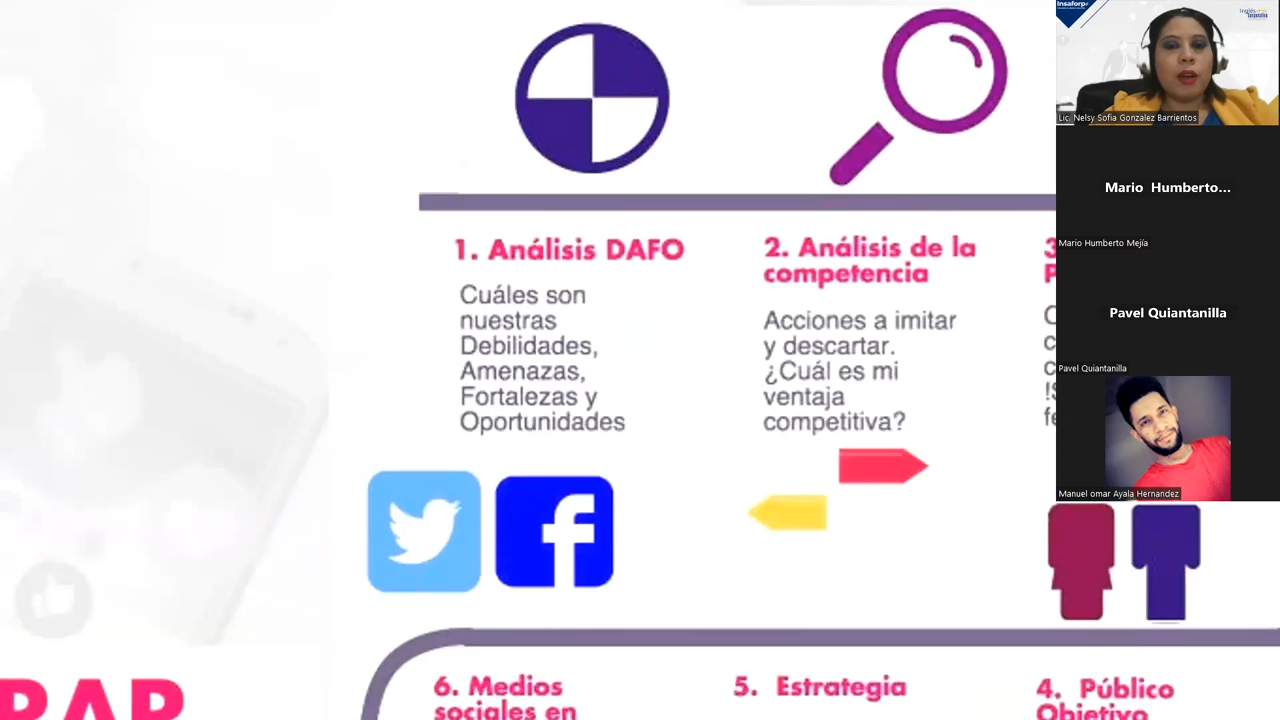 1. Análisis DAFO
Cuáles son
nuestras
Debilidades,
Amenazas,
Fortalezas y
Oportunidades
2. Análisis de la
competencia
Acciones a imitar
y descartar.
¿Cuál es mi
ventaja
competitiva?
6. Medios
sociales en
5. Estrategia
4. Público
Objetivo
Insaforp
Lic. Nelsy Sofia Gonzalez Barrientos
Mario Humberto...
Mario Humberto Mejía
Pavel Quiantanilla
Pavel Quiantanilla
Manuel omar Ayala Hernandez